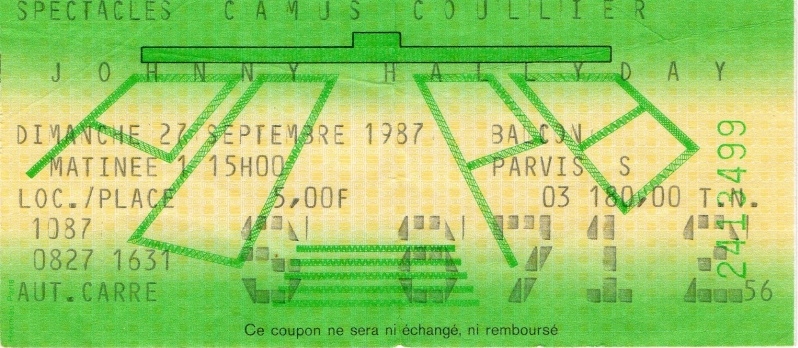 SPECTACLES CAMUS COULLIER
JOHNNY HALLYDAY
DIMANCHE 27 SEPTEMBRE 1987 BALCON
MATINEE 1 15H00 PARVIS S
LOC./PLACE 5,00F 03 180,00 T.N.
1087
0827 1631
AUT.CARRE 56
2413499
Ce coupon ne sera ni échangé, ni remboursé